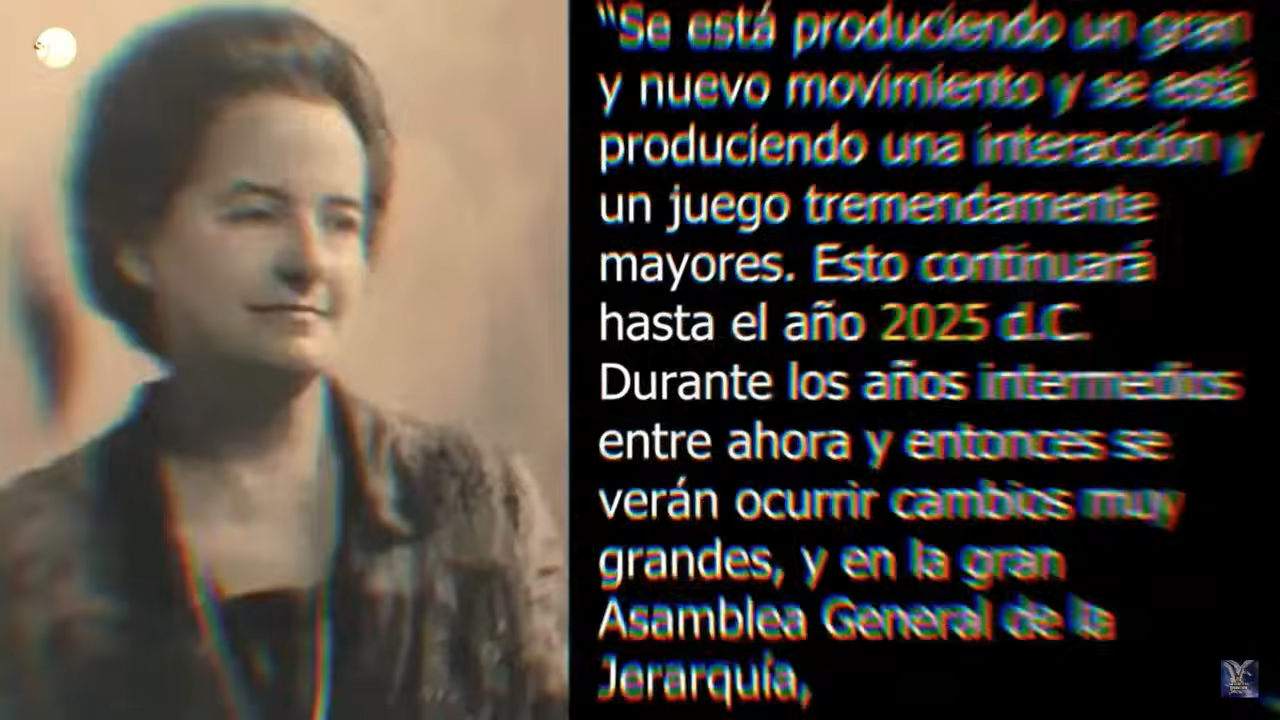 “Se está produciendo un gran
y nuevo movimiento y se está
produciendo una interacción y
un juego tremendamente
mayores. Esto continuará
hasta el año 2025 d.C.
Durante los años intermedios
entre ahora y entonces se
verán ocurrir cambios muy
grandes, y en la gran
Asamblea General de la
Jerarquía,